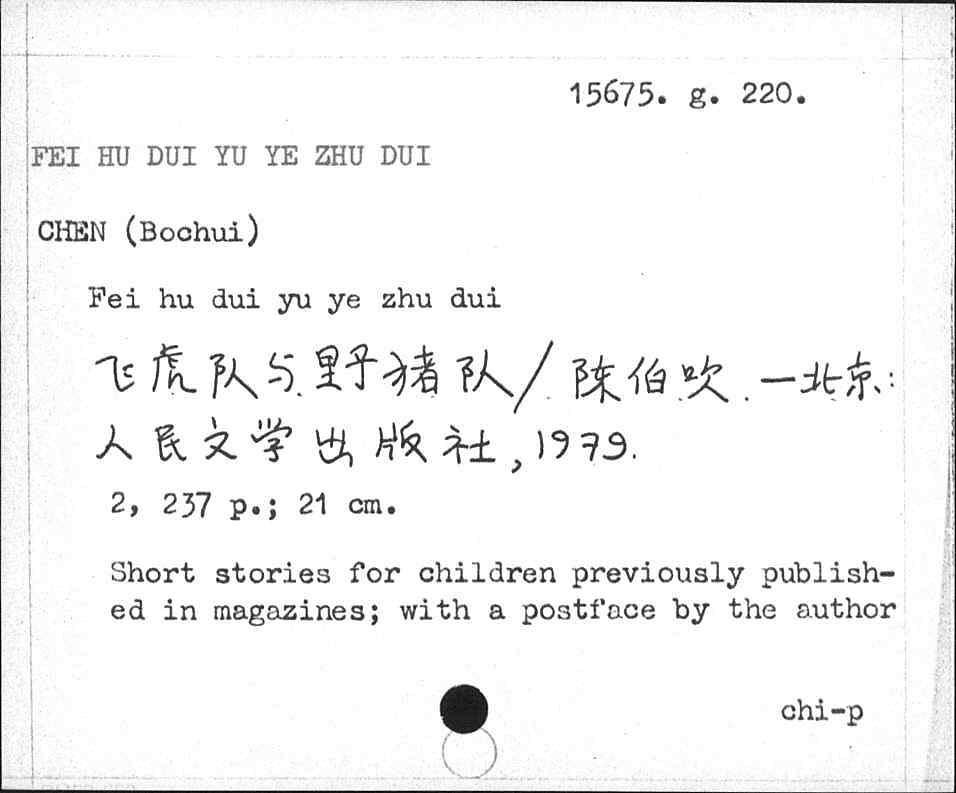 15675. g. 220.
FEI HU DUI YU YE ZHU DUI
CHEN (Bochui)
Fei hu dui yu ye zhu dui
飞虎队与野猪队/陈伯吹.—北京:
人民文学出版社,1979.
2, 237 p.; 21 cm.
Short stories for children previously publish-
ed in magazines; with a postface by the author
chi-p